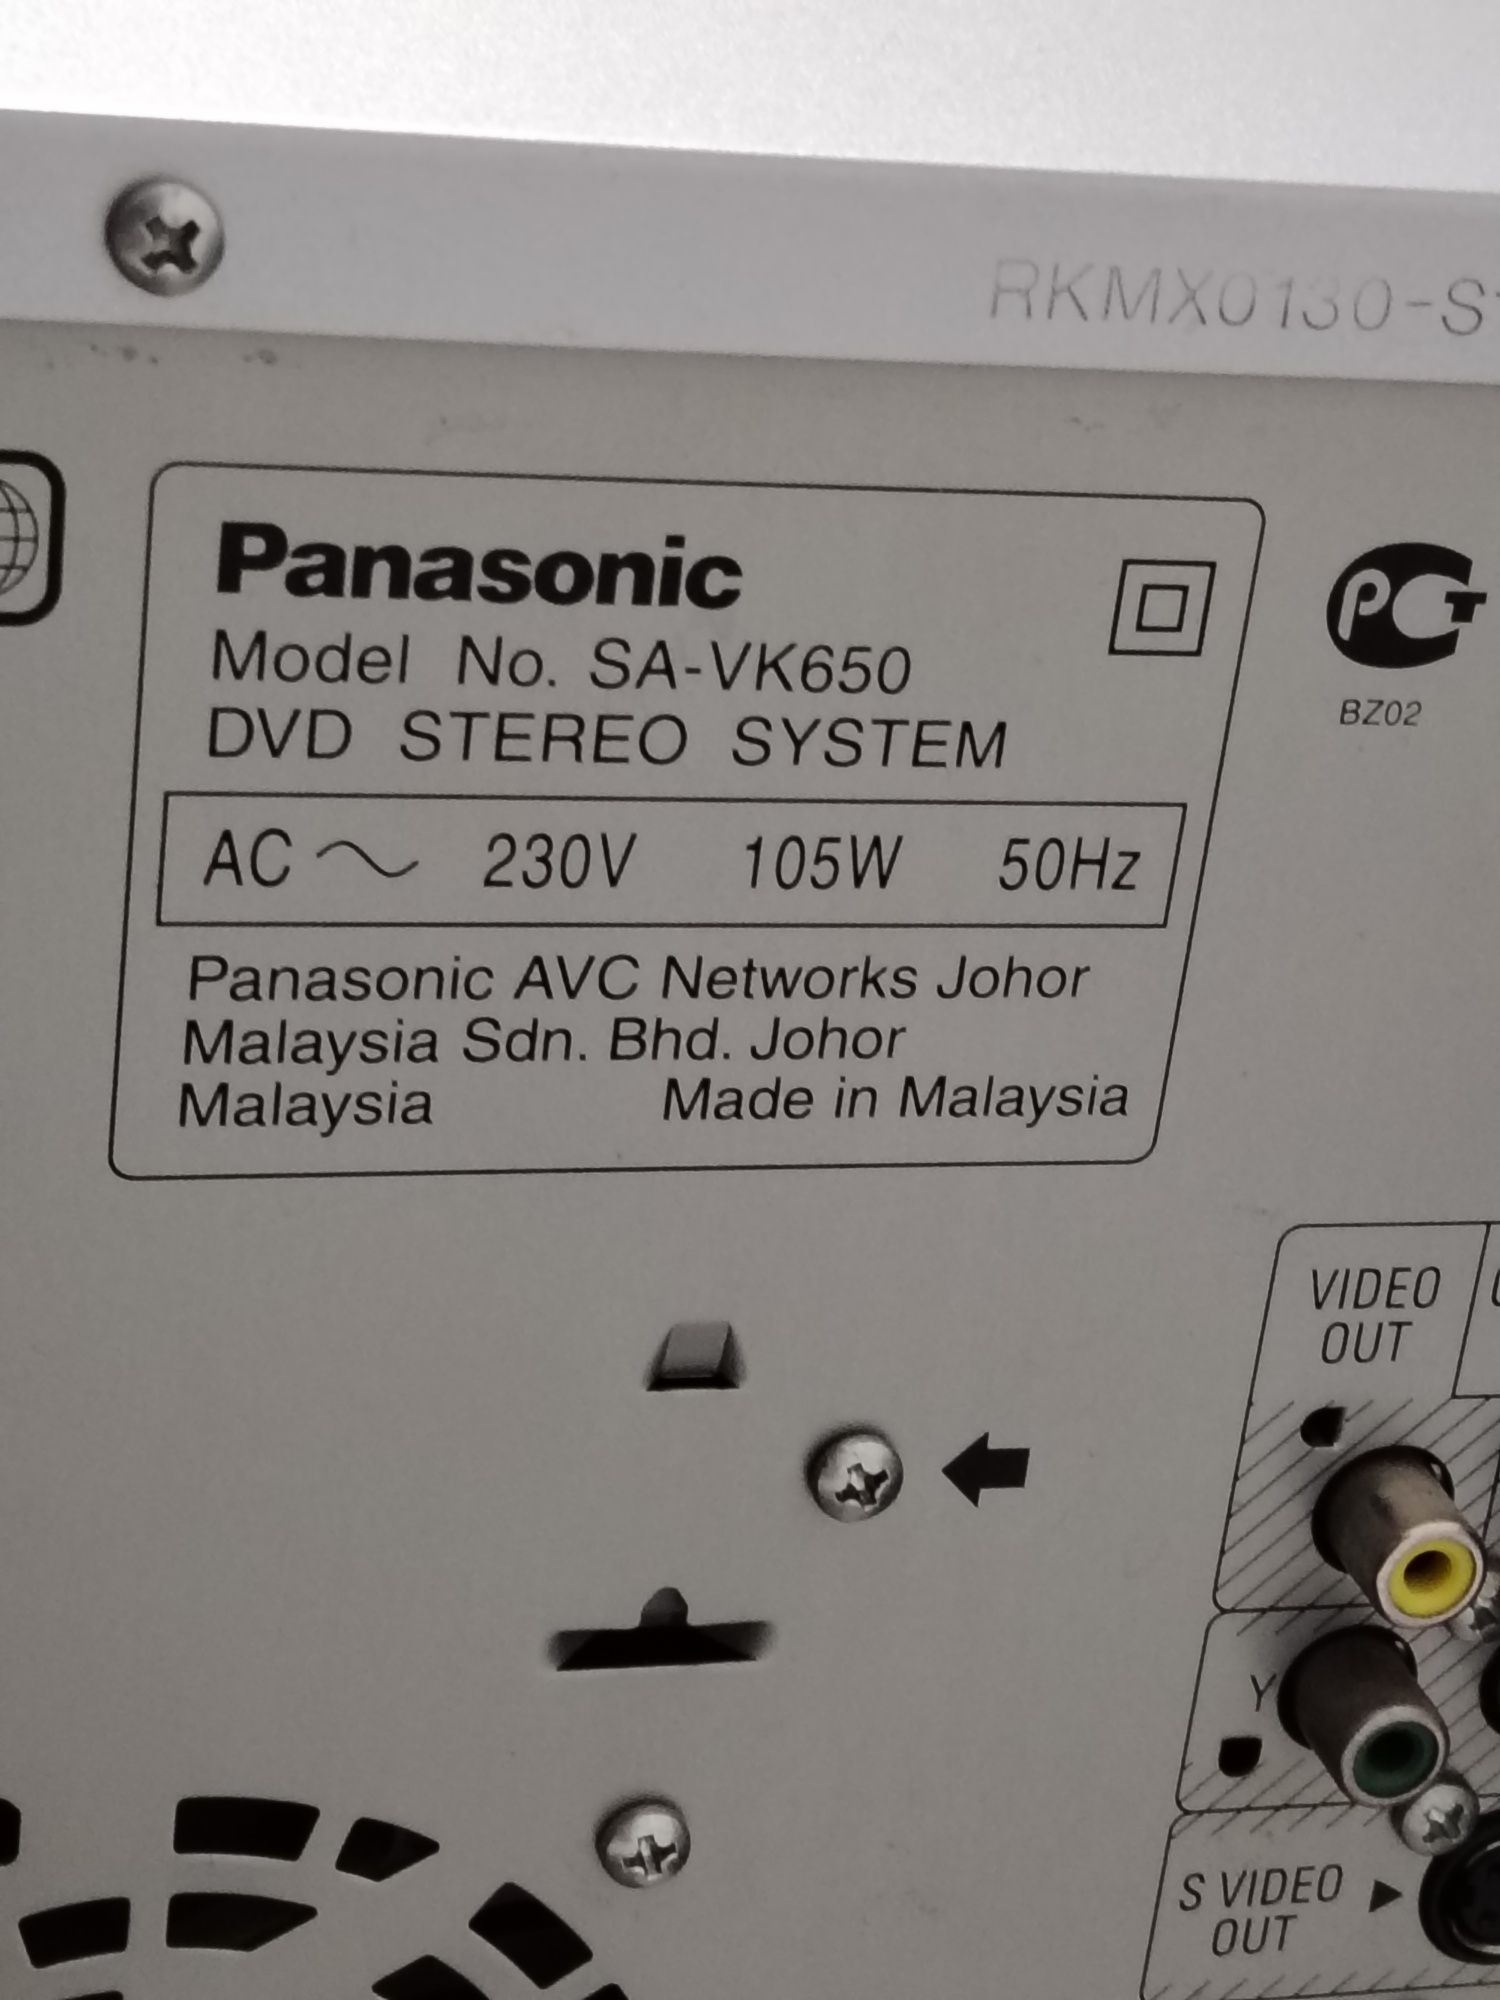 RKMX0130-S
Panasonic
Model No. SA-VK650
DVD STEREO SYSTEM
AC 230V 105W 50Hz
Panasonic AVC Networks Johor
Malaysia Sdn. Bhd. Johor
Malaysia Made in Malaysia
PCT
BZ02
VIDEO
OUT
Y
S VIDEO
OUT